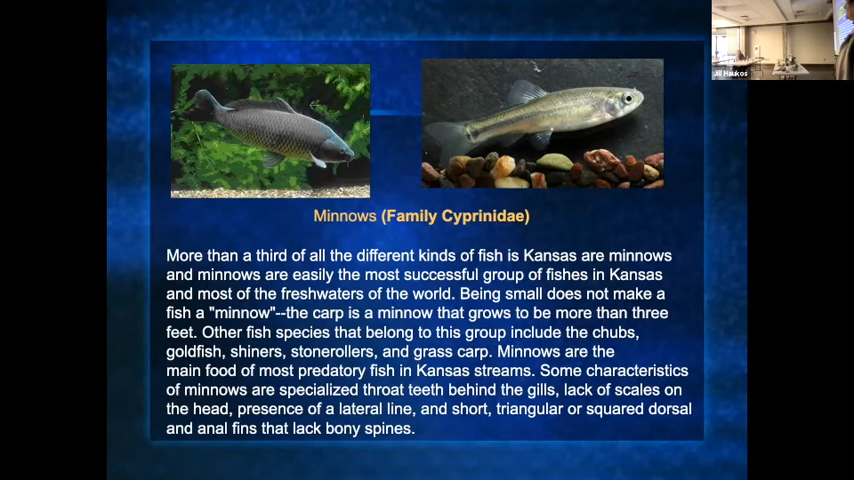 Jill Haukos
Minnows (Family Cyprinidae)
More than a third of all the different kinds of fish is Kansas are minnows
and minnows are easily the most successful group of fishes in Kansas
and most of the freshwaters of the world. Being small does not make a
fish a "minnow"--the carp is a minnow that grows to be more than three
feet. Other fish species that belong to this group include the chubs,
goldfish, shiners, stonerollers, and grass carp. Minnows are the
main food of most predatory fish in Kansas streams. Some characteristics
of minnows are specialized throat teeth behind the gills, lack of scales on
the head, presence of a lateral line, and short, triangular or squared dorsal
and anal fins that lack bony spines.